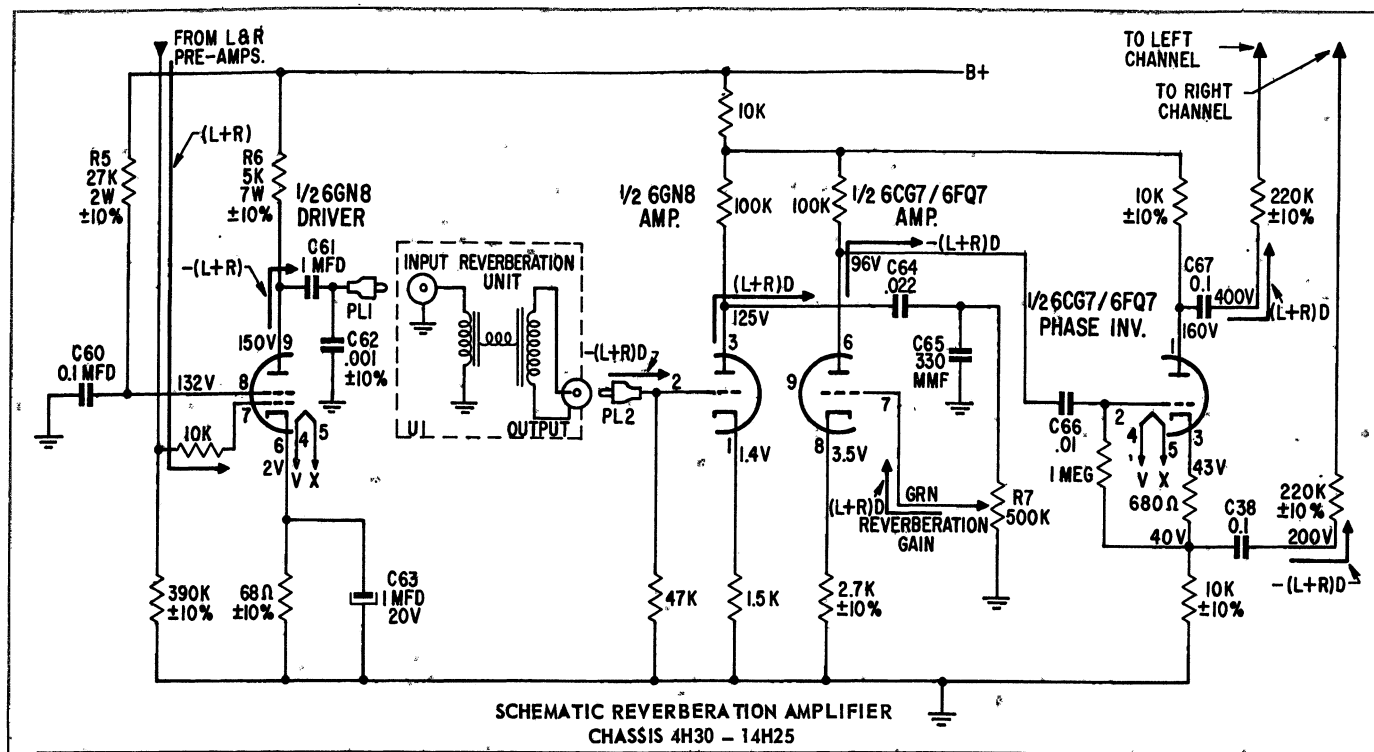 FROM L&R
PRE-AMPS.
TO LEFT
CHANNEL
TO RIGHT
CHANNEL
B+
10K
-(L+R)
R5
27K
2W
±10%
R6
5K
7W
±10%
1/2 6GN8
DRIVER
1/2 6GN8
AMP.
100K
100K
1/2 6CG7/6FQ7
AMP.
10K
±10%
220K
±10%
-(L+R)
C61
1 MFD
PL1
INPUT REVERBERATION
UNIT
(L+R)D
-(L+R)D
96V
C64
.022
1/2 6CG7/6FQ7
PHASE INV.
C67
0.1
400V
(L+R)D
160V
150V
9
C62
.001
±10%
125V
3
6
C65
330
MMF
1
C60
0.1 MFD
132V
8
7
-(L+R)D
2
9
7
PL2
U1
OUTPUT
10K
6
4
5
2V
V X
1
1.4V
8
3.5V
C66
.01
2
1 MEG
4
5
3
V X
43V
680Ω
(L+R)D
GRN
REVERBERATION
GAIN
R7
500K
40V
C38
0.1
200V
220K
±10%
-(L+R)D
390K
±10%
68Ω
±10%
C63
1 MFD
20V
47K
1.5K
2.7K
±10%
10K
±10%
SCHEMATIC REVERBERATION AMPLIFIER
CHASSIS 4H30 – 14H25